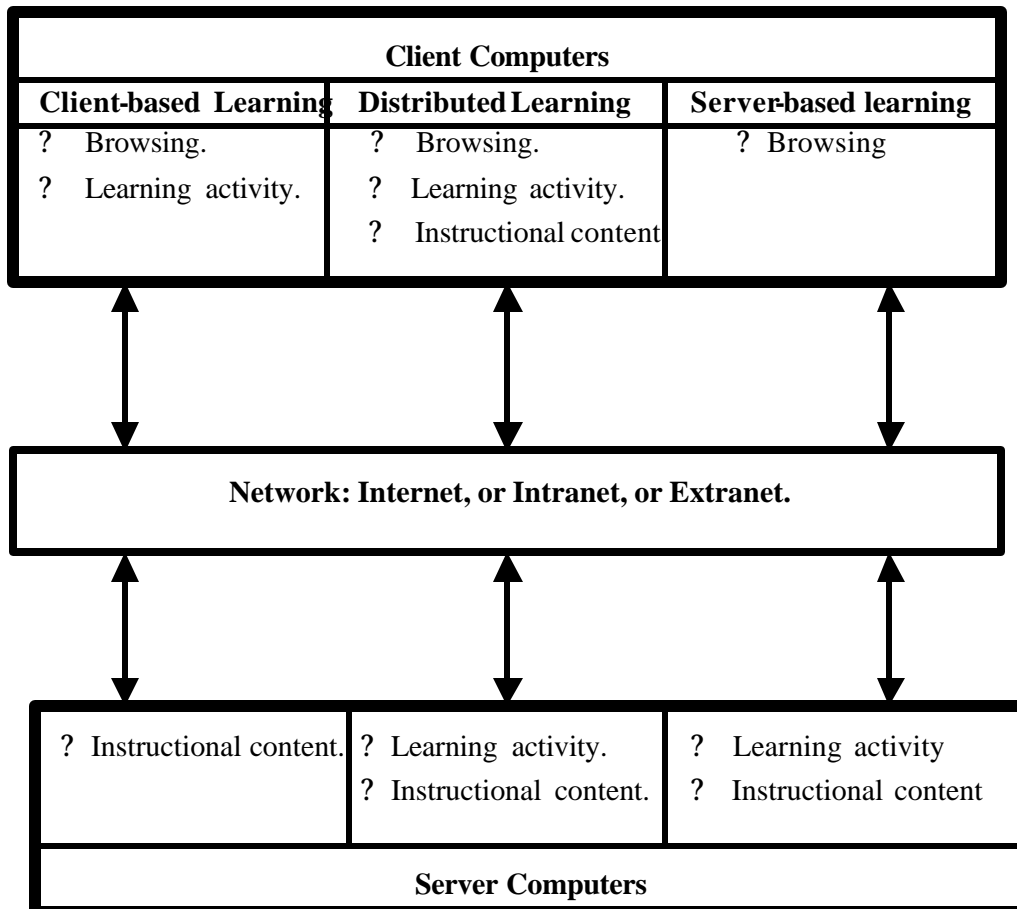 Client Computers
Client-based Learning
Distributed Learning
Server-based learning
? Browsing.
? Learning activity.
? Browsing.
? Learning activity.
? Instructional content
? Browsing
Network: Internet, or Intranet, or Extranet.
? Instructional content.
? Learning activity.
? Instructional content.
? Learning activity
? Instructional content
Server Computers